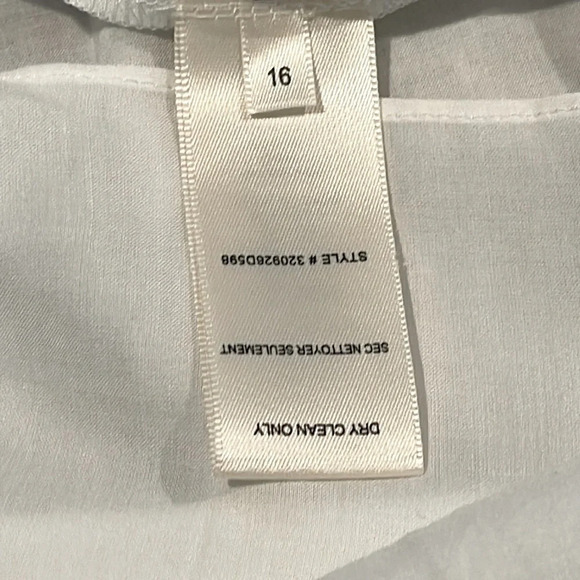 16
DRY CLEAN ONLY
SEC NETTOYER SEULEMENT
STYLE # 320926D598